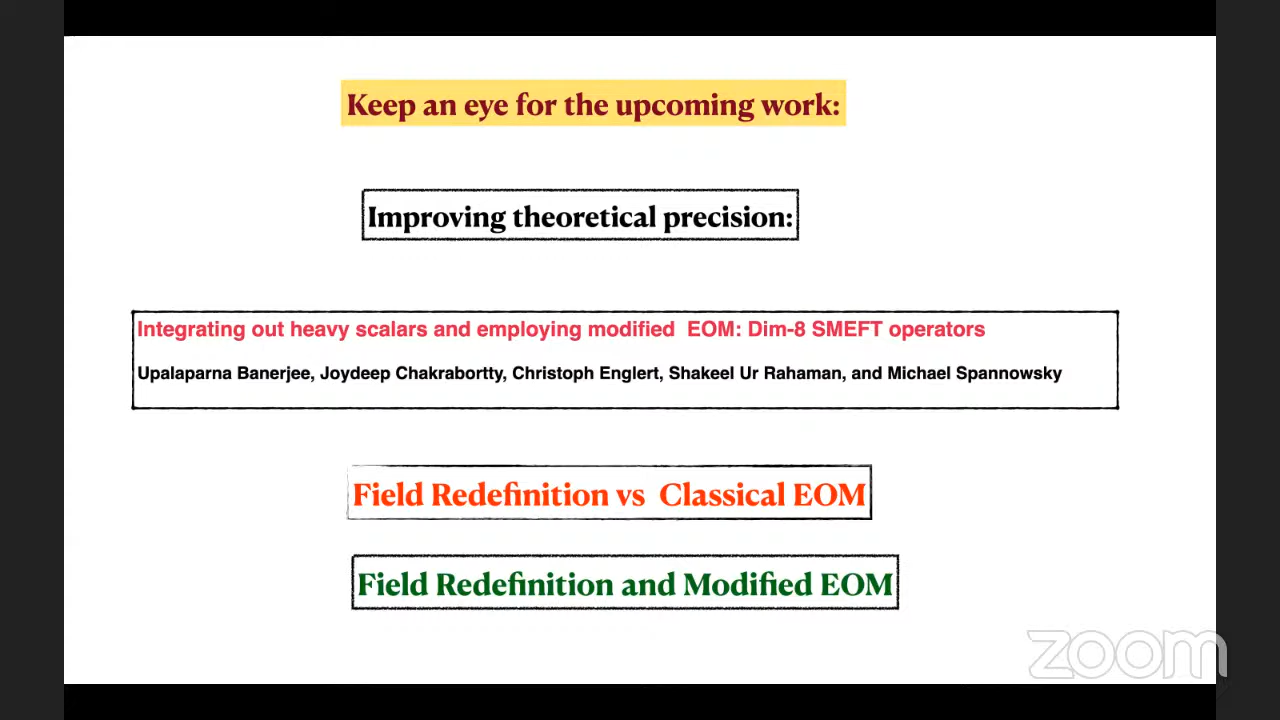 Keep an eye for the upcoming work:
Improving theoretical precision:
Integrating out heavy scalars and employing modified  EOM: Dim-8 SMEFT operators
Upalaparna Banerjee, Joydeep Chakrabortty, Christoph Englert, Shakeel Ur Rahaman, and Michael Spannowsky
Field Redefinition vs  Classical EOM
Field Redefinition and Modified EOM
zoom